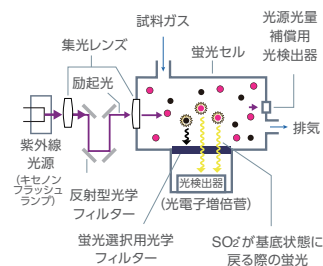 試料ガス
光源光量
補償用
光検出器
集光レンズ
励起光
蛍光セル
排気
紫外線
光源
(キセノン
フラッシュ
ランプ)
反射型光学
フィルター
光検出器
(光電子増倍菅)
蛍光選択用光学
フィルター
SO2が基底状態に
戻る際の蛍光